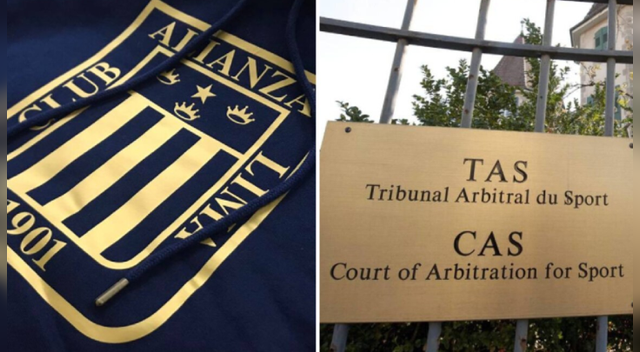 CLUB
ALIANZA
LIMA
1901
TAS
Tribunal Arbitral du Sport
CAS
Court of Arbitration for Sport